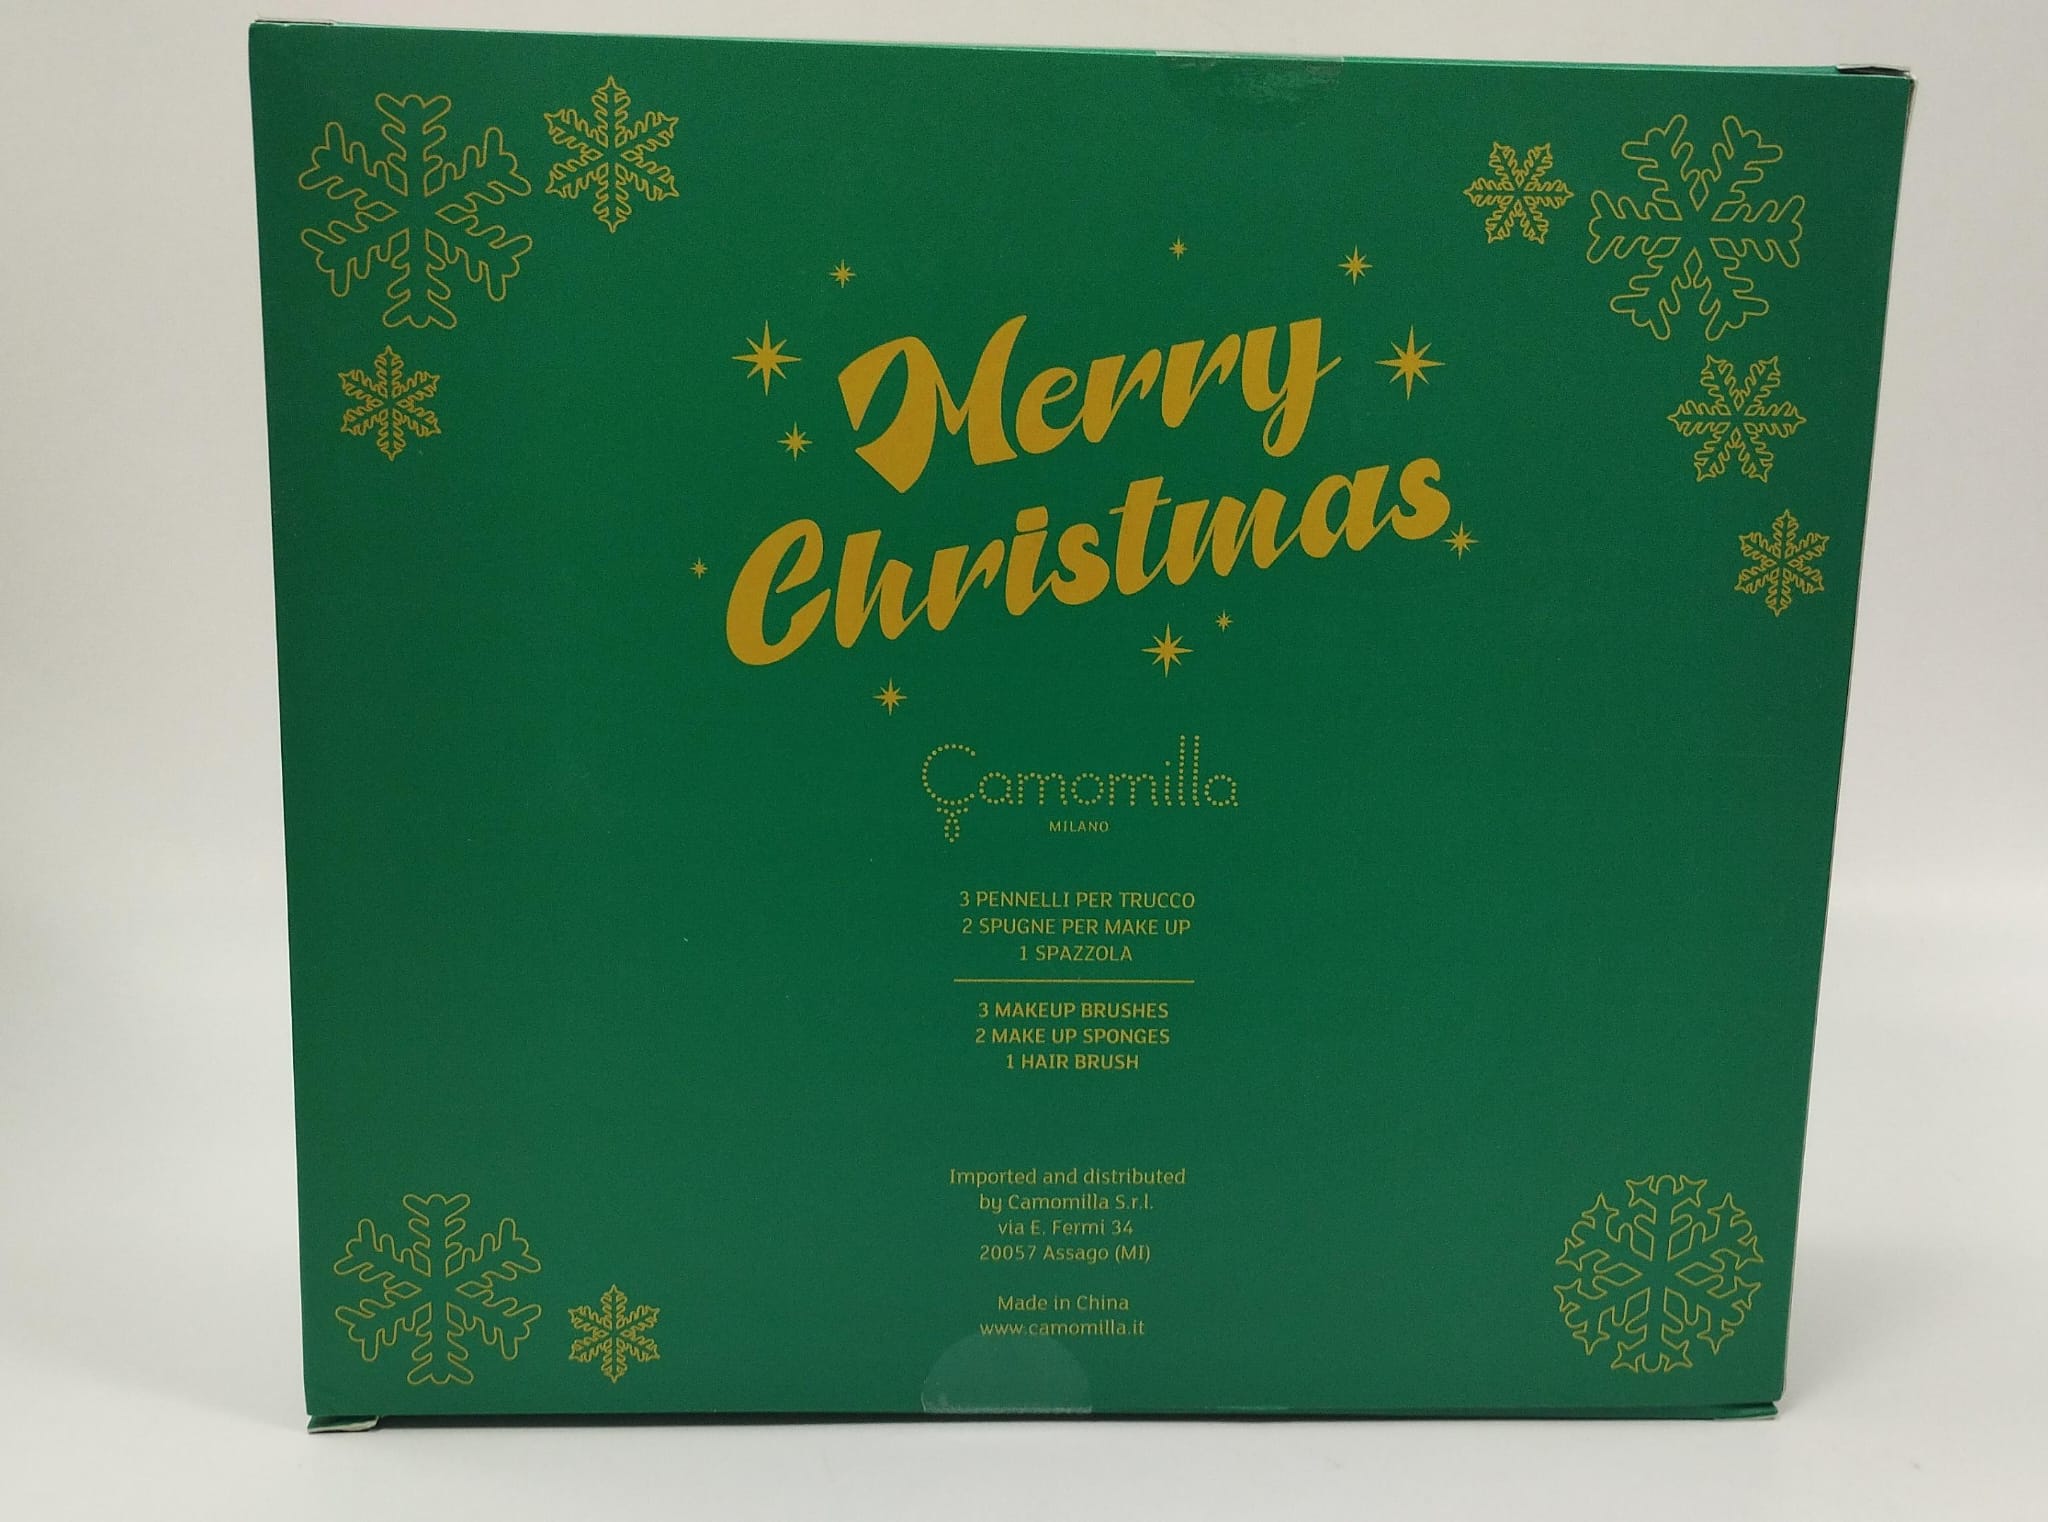 Merry
Christmas
Camomilla
MILANO
3 PENNELLI PER TRUCCO
2 SPUGNE PER MAKE UP
1 SPAZZOLA
3 MAKEUP BRUSHES
2 MAKE UP SPONGES
1 HAIR BRUSH
Imported and distributed
by Camomilla S.r.l.
via E. Fermi 34
20057 Assago (MI)
Made in China
www.camomilla.it